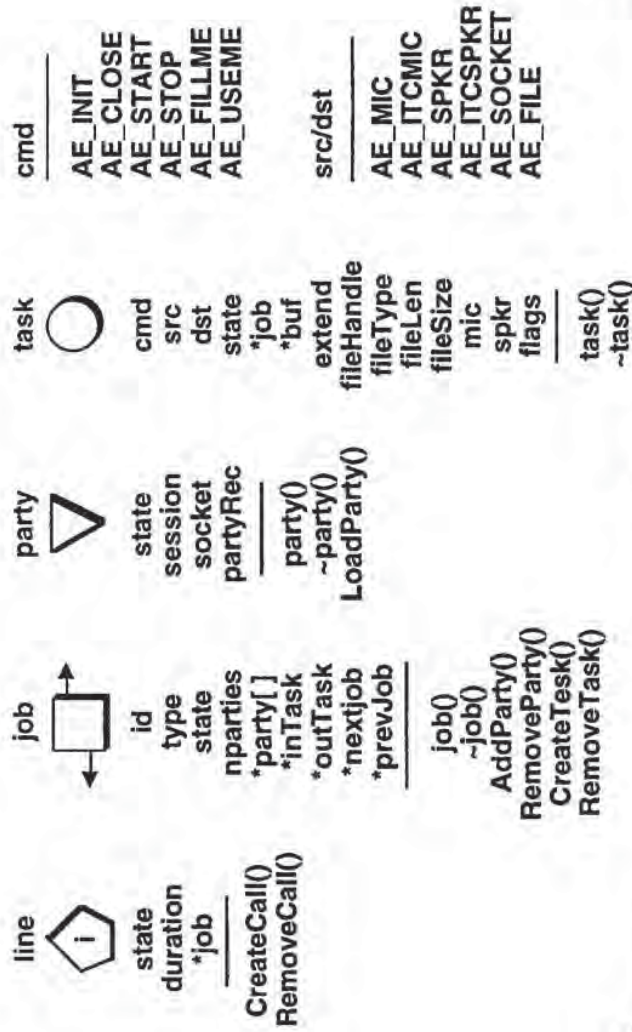 line
i
state
duration
*job
CreateCall()
RemoveCall()
job
id
type
state
nparties
*party[ ]
*inTask
*outTask
*nextjob
*prevJob
job()
~job()
AddParty()
RemoveParty()
CreateTesk()
RemoveTask()
party
state
session
socket
partyRec
party()
~party()
LoadParty()
task
cmd
src
dst
state
*job
*buf
extend
fileHandle
fileType
fileLen
fileSize
mic
spkr
flags
task()
~task()
cmd
AE_INIT
AE_CLOSE
AE_START
AE_STOP
AE_FILLME
AE_USEME
src/dst
AE_MIC
AE_ITCMIC
AE_SPKR
AE_ITCSPKR
AE_SOCKET
AE_FILE